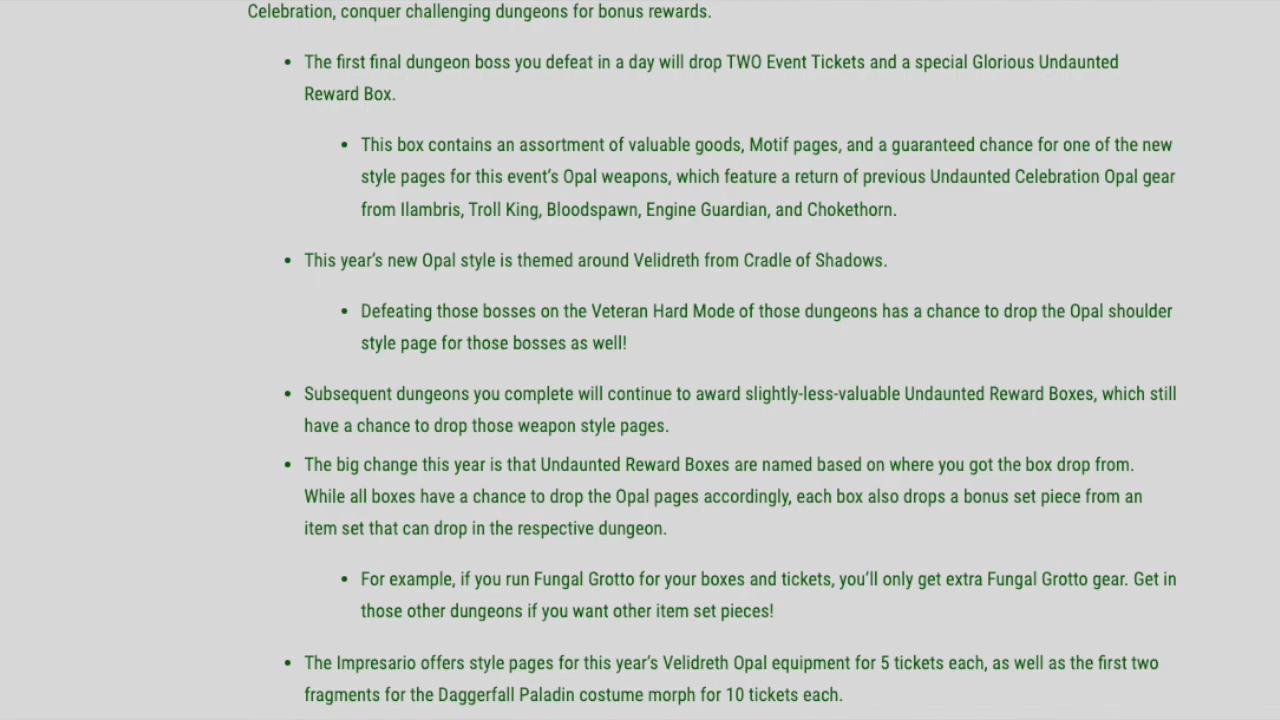 Celebration, conquer challenging dungeons for bonus rewards.
• The first final dungeon boss you defeat in a day will drop TWO Event Tickets and a special Glorious Undaunted
Reward Box.
• This box contains an assortment of valuable goods, Motif pages, and a guaranteed chance for one of the new
style pages for this event's Opal weapons, which feature a return of previous Undaunted Celebration Opal gear
from Ilambris, Troll King, Bloodspawn, Engine Guardian, and Chokethorn.
• This year's new Opal style is themed around Velidreth from Cradle of Shadows.
• Defeating those bosses on the Veteran Hard Mode of those dungeons has a chance to drop the Opal shoulder
style page for those bosses as well!
• Subsequent dungeons you complete will continue to award slightly-less-valuable Undaunted Reward Boxes, which still
have a chance to drop those weapon style pages.
• The big change this year is that Undaunted Reward Boxes are named based on where you got the box drop from.
While all boxes have a chance to drop the Opal pages accordingly, each box also drops a bonus set piece from an
item set that can drop in the respective dungeon.
• For example, if you run Fungal Grotto for your boxes and tickets, you'll only get extra Fungal Grotto gear. Get in
those other dungeons if you want other item set pieces!
• The Impresario offers style pages for this year's Velidreth Opal equipment for 5 tickets each, as well as the first two
fragments for the Daggerfall Paladin costume morph for 10 tickets each.